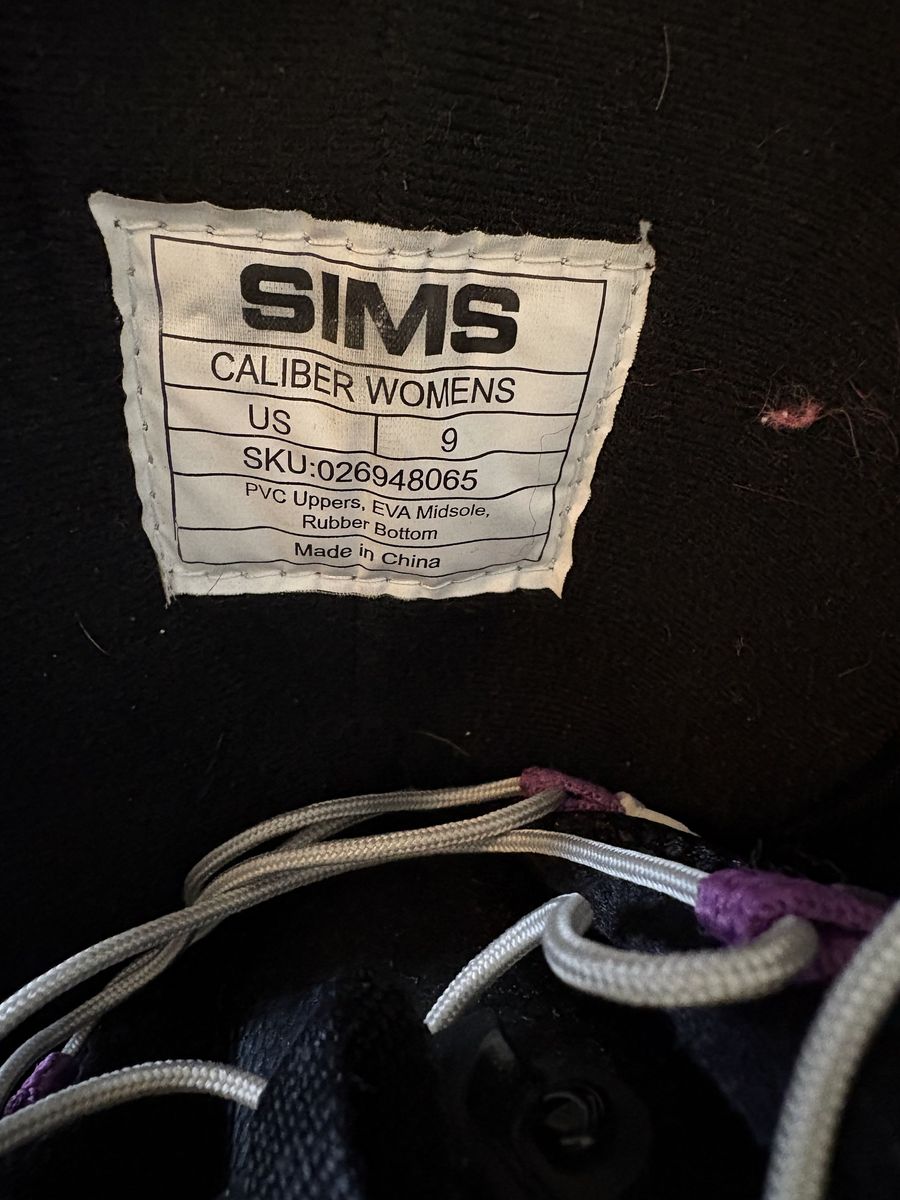 SIMS
CALIBER WOMENS
US 9
SKU:026948065
PVC Uppers, EVA Midsole,
Rubber Bottom
Made in China